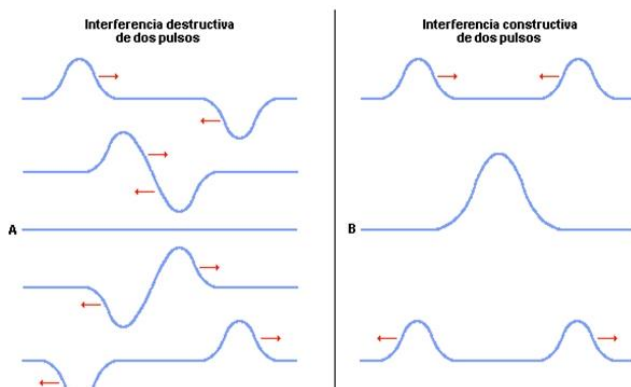 Interferencia destructiva
de dos pulsos
A
Interferencia constructiva
de dos pulsos
B